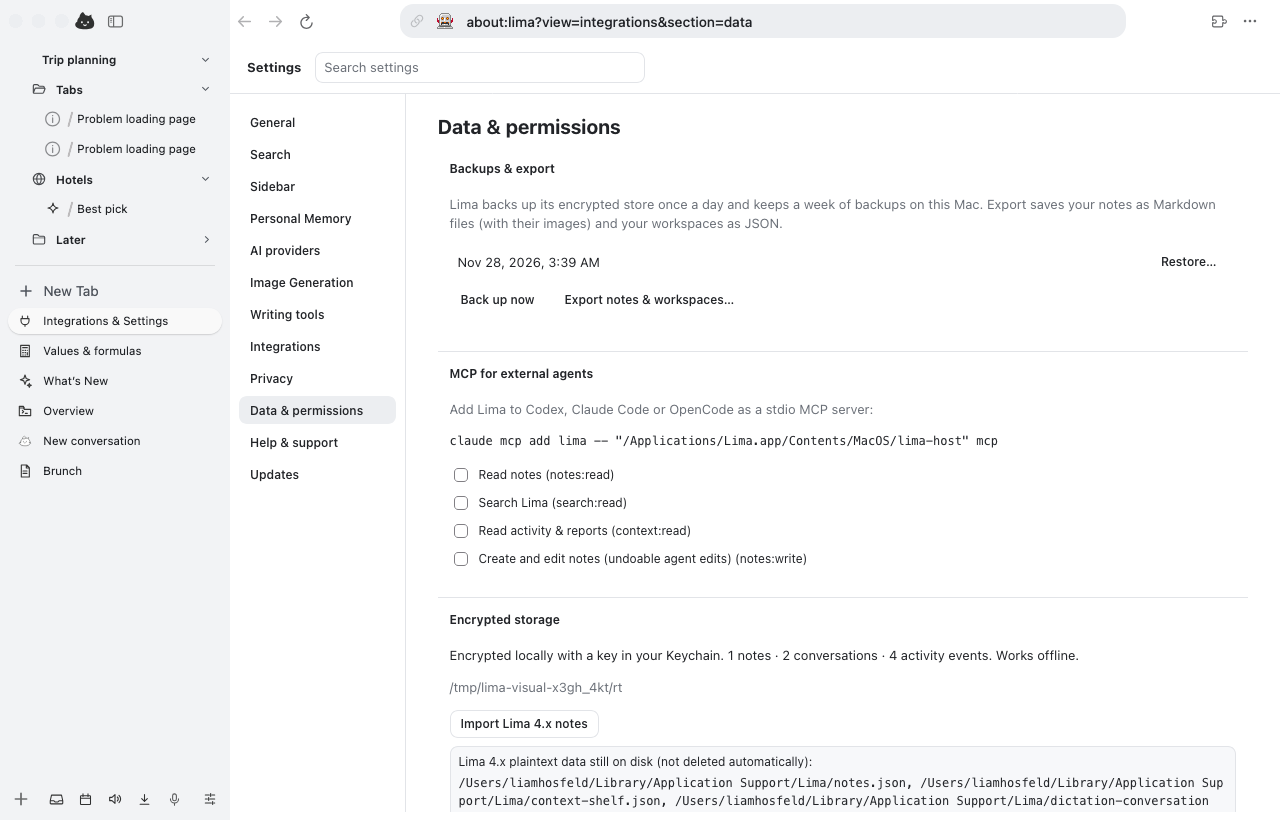 about:lima?view=integrations&section=data
Trip planning
Tabs
/ Problem loading page
/ Problem loading page
Hotels
/ Best pick
Later
New Tab
Integrations & Settings
Values & formulas
What's New
Overview
New conversation
Brunch
Settings
Search settings
General
Search
Sidebar
Personal Memory
AI providers
Image Generation
Writing tools
Integrations
Privacy
Data & permissions
Help & support
Updates
Data & permissions
Backups & export
Lima backs up its encrypted store once a day and keeps a week of backups on this Mac. Export saves your notes as Markdown
files (with their images) and your workspaces as JSON.
Nov 28, 2026, 3:39 AM
Restore…
Back up now
Export notes & workspaces…
MCP for external agents
Add Lima to Codex, Claude Code or OpenCode as a stdio MCP server:
claude mcp add lima -- "/Applications/Lima.app/Contents/MacOS/lima-host" mcp
Read notes (notes:read)
Search Lima (search:read)
Read activity & reports (context:read)
Create and edit notes (undoable agent edits) (notes:write)
Encrypted storage
Encrypted locally with a key in your Keychain. 1 notes · 2 conversations · 4 activity events. Works offline.
/tmp/lima-visual-x3gh_4kt/rt
Import Lima 4.x notes
Lima 4.x plaintext data still on disk (not deleted automatically):
/Users/liamhosfeld/Library/Application Support/Lima/notes.json, /Users/liamhosfeld/Library/Application Sup
port/Lima/context-shelf.json, /Users/liamhosfeld/Library/Application Support/Lima/dictation-conversation